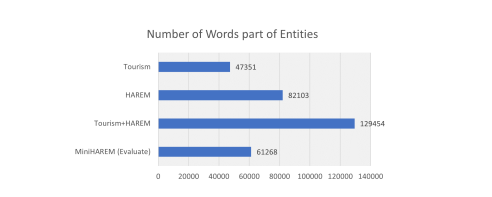 Number of Words part of Entities
Tourism 47351
HAREM 82103
Tourism+HAREM 129454
MiniHAREM (Evaluate) 61268
0 20000 40000 60000 80000 100000 120000 140000